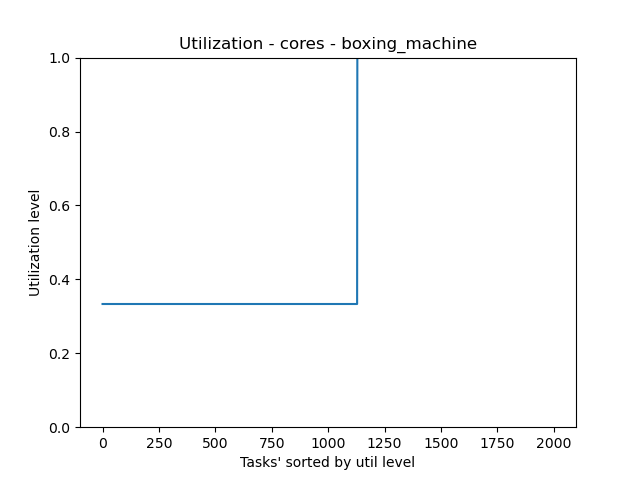 Utilization - cores - boxing_machine
1.0
0.8
0.6
0.4
0.2
0.0
Utilization level
0 250 500 750 1000 1250 1500 1750 2000
Tasks' sorted by util level